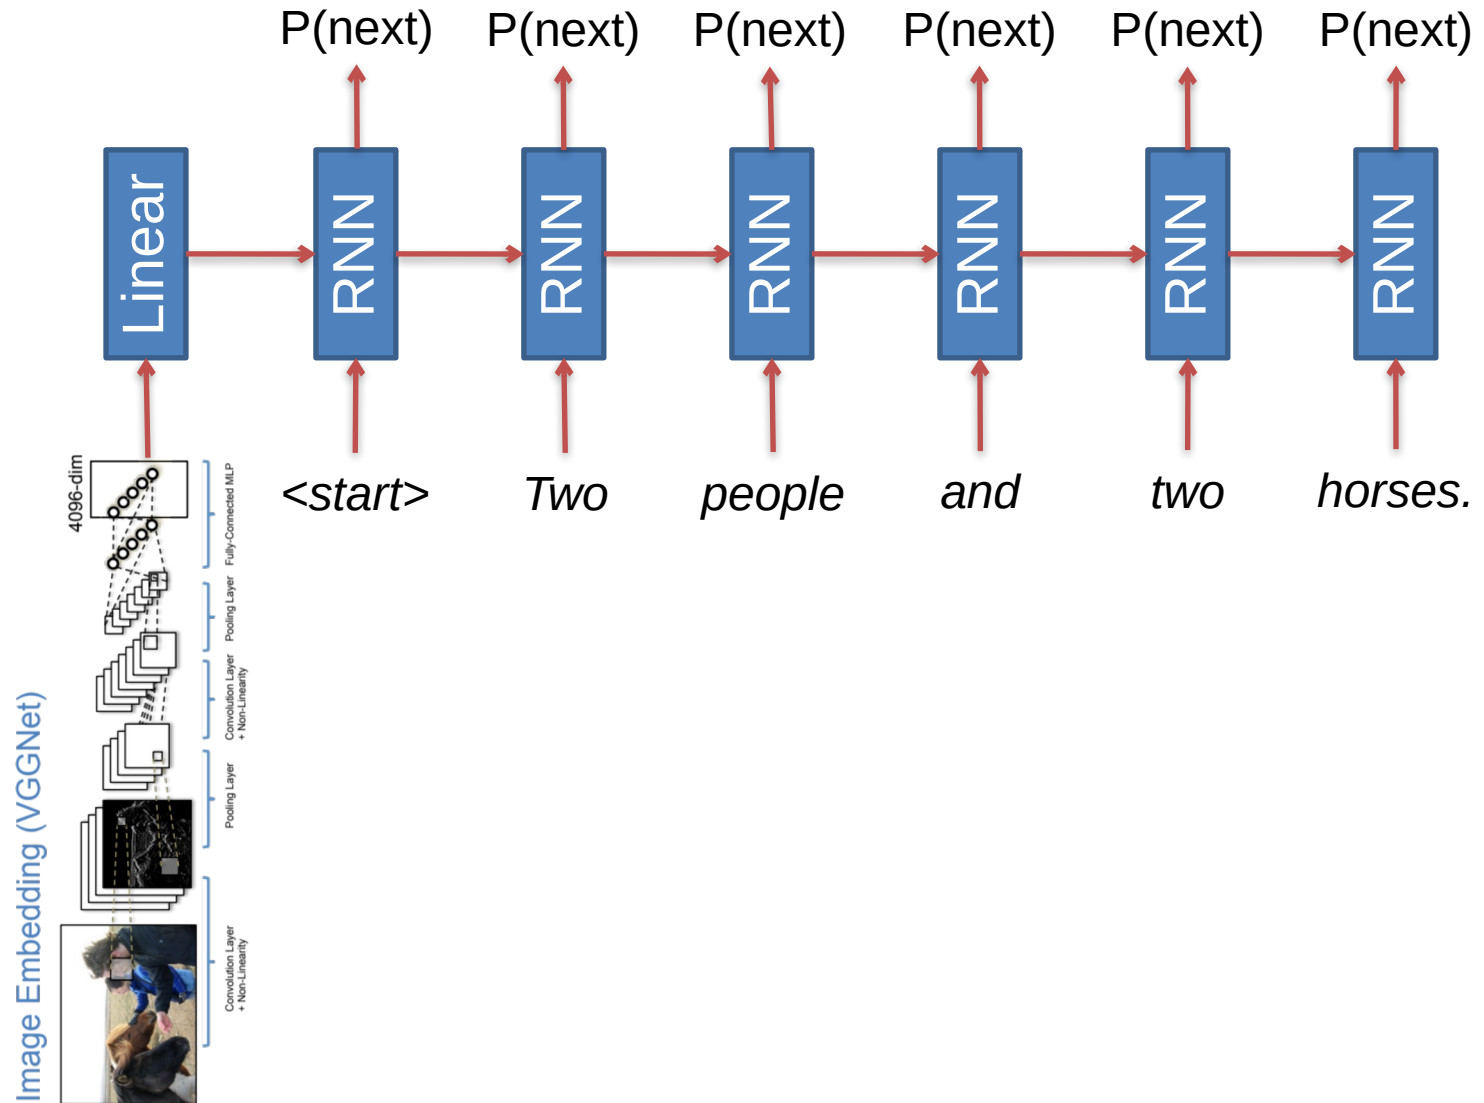 P(next) P(next) P(next) P(next) P(next) P(next)
Linear RNN RNN RNN RNN RNN RNN
<start> Two people and two horses.
4096-dim
Fully-Connected MLP
Pooling Layer
Convolution Layer
+ Non-Linearity
Pooling Layer
Convolution Layer
+ Non-Linearity
Image Embedding (VGGNet)